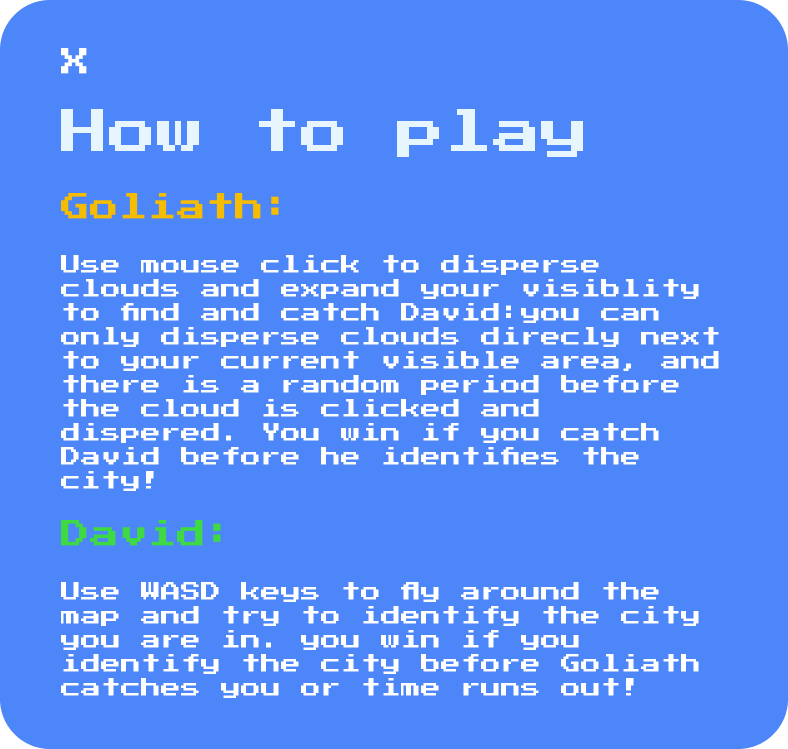 X
How to play
Goliath:
Use mouse click to disperse
clouds and expand your visiblity
to find and catch David:you can
only disperse clouds direcly next
to your current visible area, and
there is a random period before
the cloud is clicked and
dispered. You win if you catch
David before he identifies the
city!
David:
Use WASD keys to fly around the
map and try to identify the city
you are in. you win if you
identify the city before Goliath
catches you or time runs out!